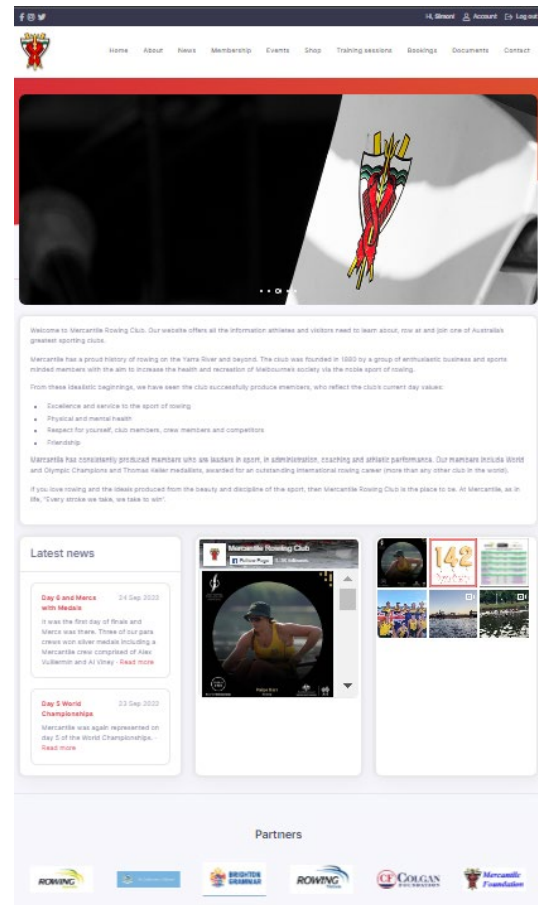 Hi, Simon! Account Log out
Home About News Membership Events Shop Training sessions Bookings Documents Contact
Welcome to Mercantile Rowing Club. Our website offers all the information athletes and visitors need to learn about, row at and join one of Australia's
greatest sporting clubs.
Mercantile has a proud history of rowing on the Yarra River and beyond. The club was founded in 1880 by a group of enthusiastic business and sports
minded members with the aim to increase the health and recreation of Melbourne's society via the noble sport of rowing.
From these idealistic beginnings, we have seen the club successfully produce members, who reflect the club's current day values:
Excellence and service to the sport of rowing
Physical and mental health
Respect for yourself, club members, crew members and competitors
Friendship
Mercantile has consistently produced members who are leaders in sport, in administration, coaching and athletic performance. Our members include World
and Olympic Champions and Thomas Keller medallists, awarded for an outstanding international rowing career (more than any other club in the world).
If you love rowing and the ideals produced from the beauty and discipline of the sport, then Mercantile Rowing Club is the place to be. At Mercantile, as in
life, "Every stroke we take, we take to win".
Latest news
Day 6 and Mercs 24 Sep 2022
with Medals
It was the first day of finals and
Mercs was there. Three of our para
crews won silver medals including a
Mercantile crew comprised of Alex
Vuillermin and Al Viney - Read more
Day 5 World 23 Sep 2022
Championships
Mercantile was again represented on
day 5 of the World Championships. -
Read more
Mercantile Rowing Club
Follow Page followers
142
Partners
ROWING
BRIGHTON
GRAMMAR
ROWING
CF COLGAN
FOUNDATION
Mercantile
Foundation